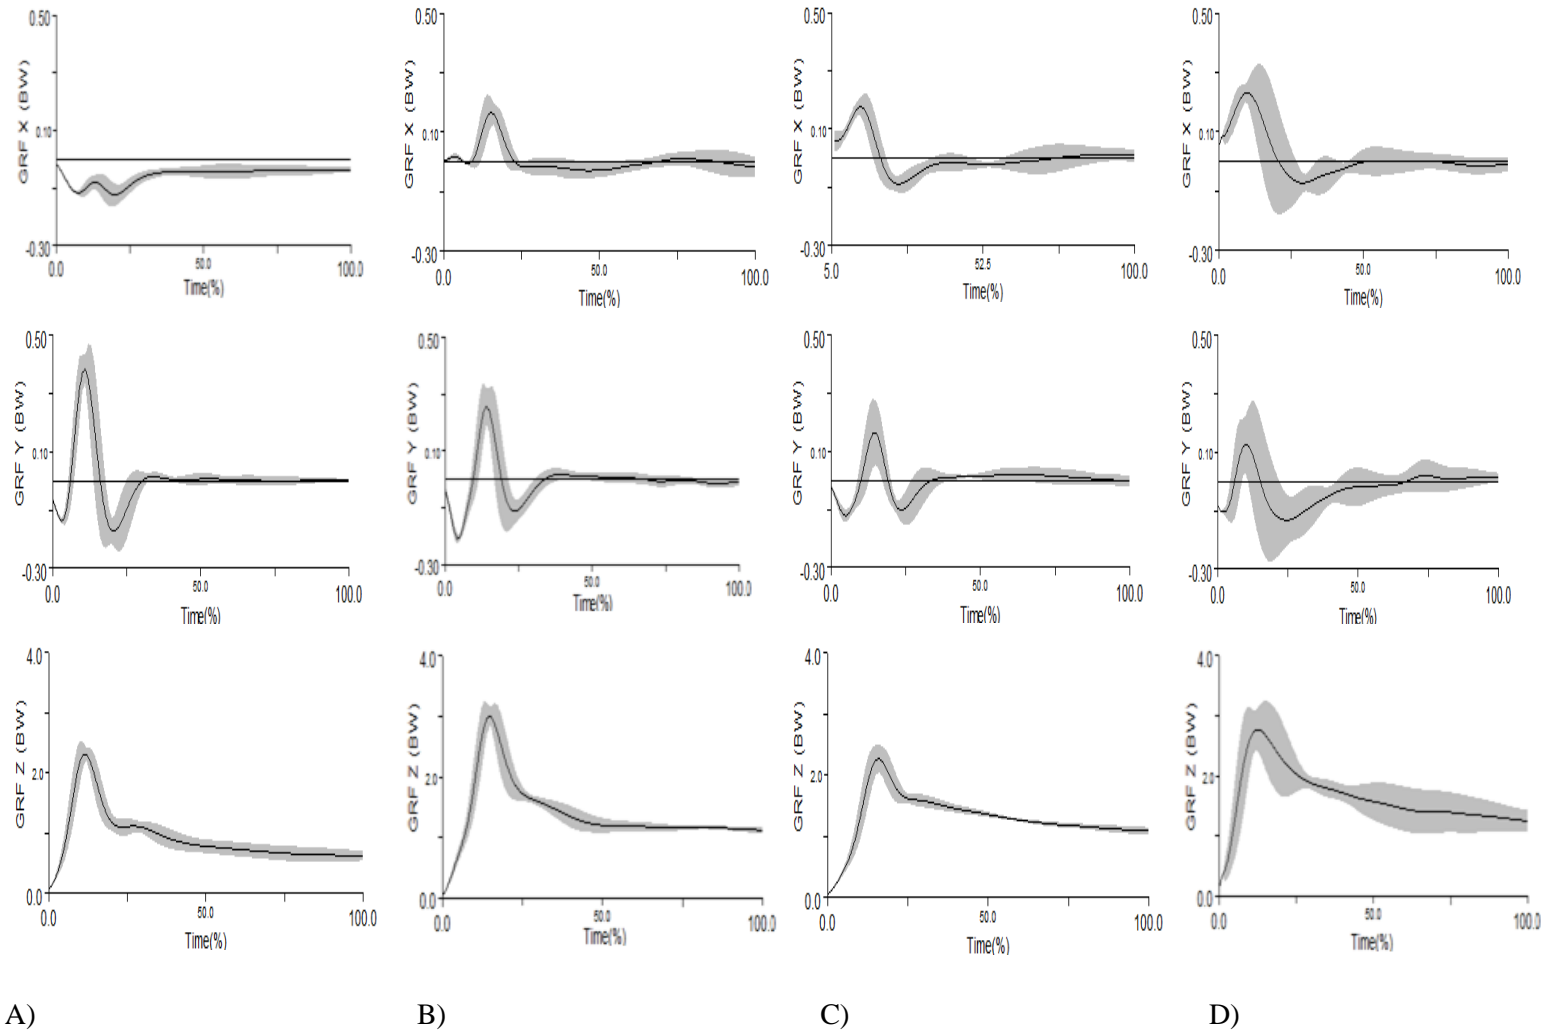 0.50 0.50 0.50 0.50
GRF X (BW) GRF X (BW) GRF X (BW) GRF X (BW)
0.10 0.10 0.10 0.10
-0.30 -0.30 -0.30 -0.30
0.0 50.0 100.0 0.0 50.0 100.0 5.0 52.5 100.0 0.0 50.0 100.0
Time(%) Time(%) Time(%) Time(%)
0.50 0.50 0.50 0.50
GRF Y (BW) GRF Y (BW) GRF Y (BW) GRF Y (BW)
0.10 0.10 0.10 0.10
-0.30 -0.30 -0.30 -0.30
0.0 50.0 100.0 0.0 50.0 100.0 0.0 50.0 100.0 0.0 50.0 100.0
Time(%) Time(%) Time(%) Time(%)
4.0 4.0 4.0 4.0
GRF Z (BW) GRF Z (BW) GRF Z (BW) GRF Z (BW)
2.0 2.0 2.0 2.0
0.0 0.0 0.0 0.0
0.0 50.0 100.0 0.0 50.0 100.0 0.0 50.0 100.0 0.0 50.0 100.0
Time(%) Time(%) Time(%) Time(%)
A) B) C) D)